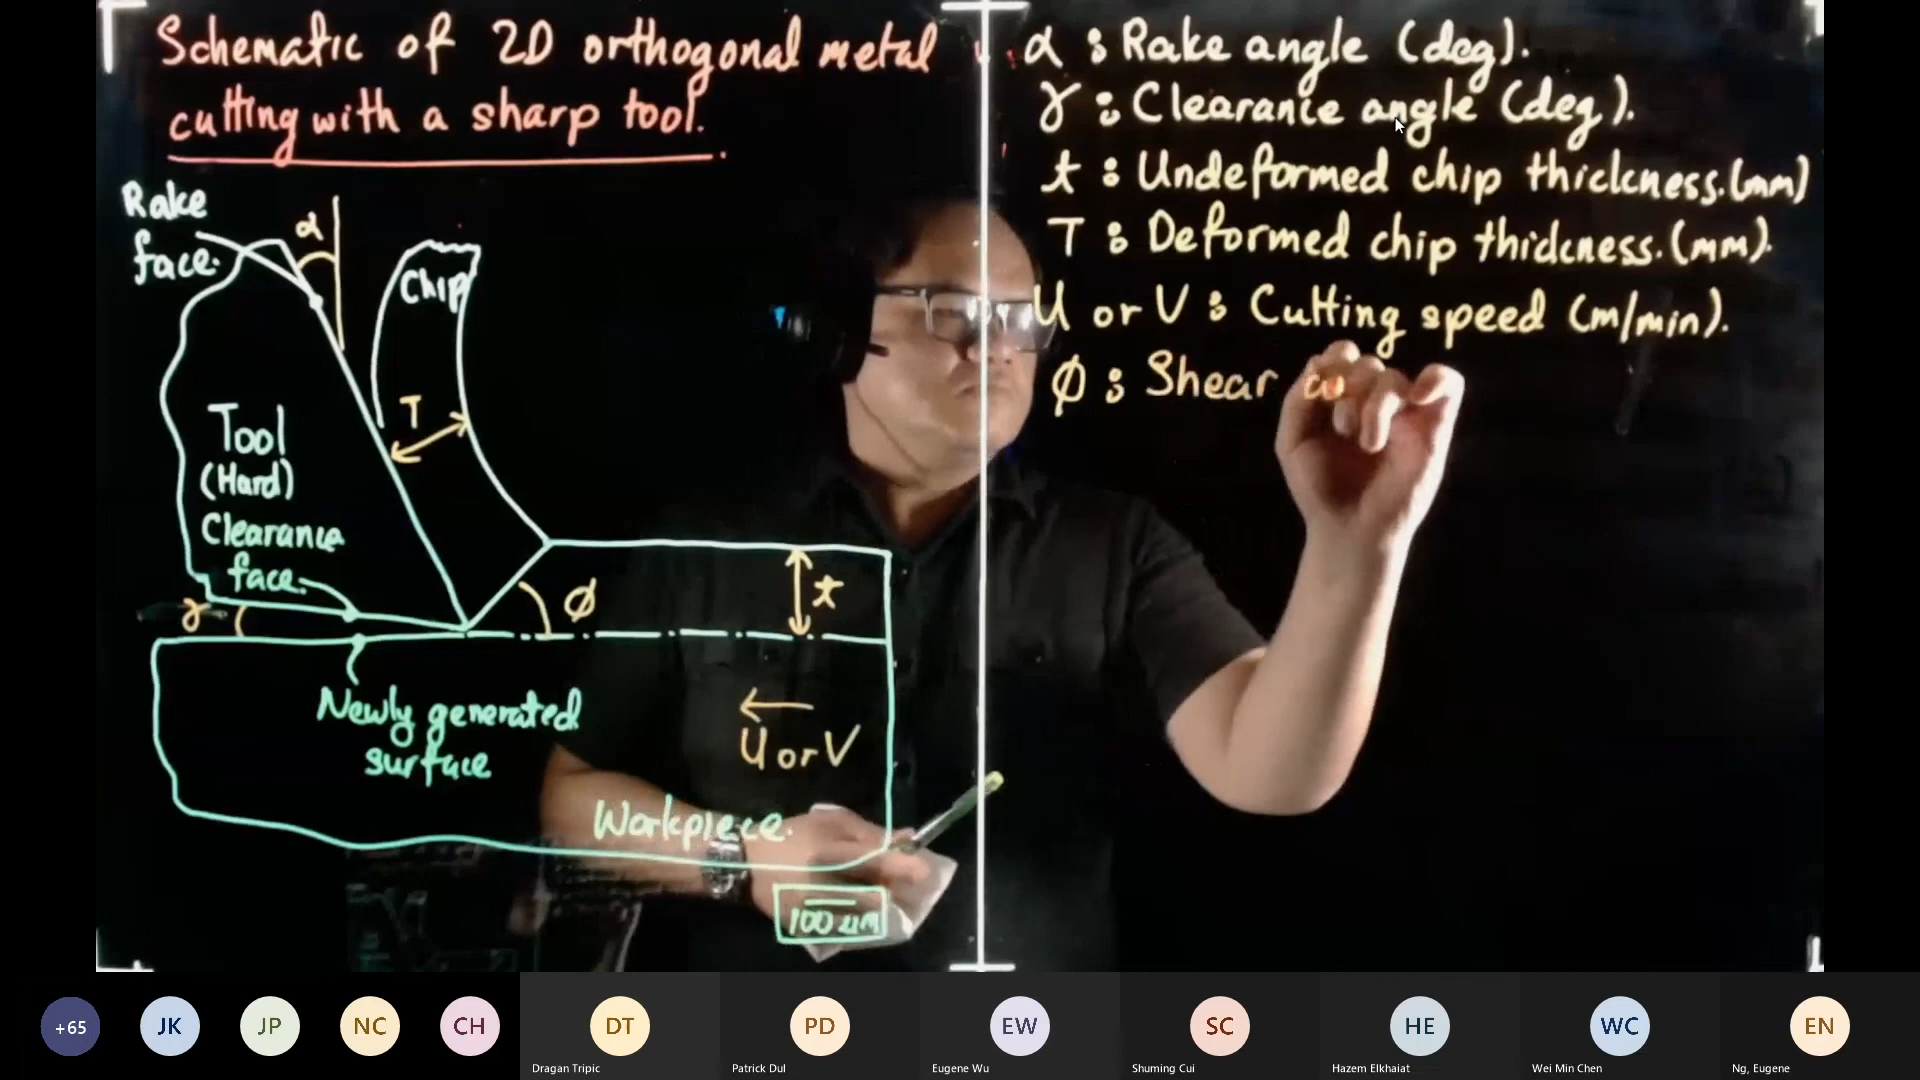 Schematic of 2D orthogonal metal
cutting with a sharp tool.
Rake
face.
α
Chip
T
Tool
(Hard)
Clearance
face.
γ
ϕ
t
Newly generated
surface
U or V
Workpiece.
100 μm
α : Rake angle (deg).
γ : Clearance angle (deg).
t : Undeformed chip thickness. (mm)
T : Deformed chip thickness. (mm).
U or V : Cutting speed (m/min).
ϕ : Shear
+65
JK
JP
NC
CH
DT
PD
EW
SC
HE
WC
EN
Dragan Tripic
Patrick Dul
Eugene Wu
Shuming Cui
Hazem Elkhaiat
Wei Min Chen
Ng, Eugene